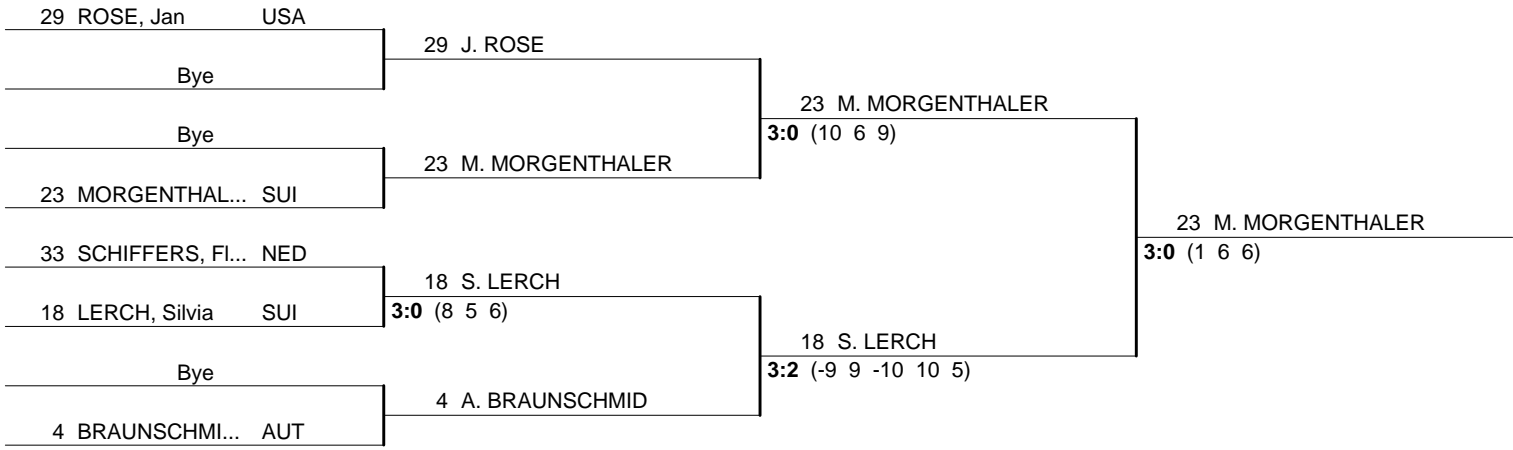 29 ROSE, Jan USA
Bye
Bye
23 MORGENTHAL... SUI
33 SCHIFFERS, Fl... NED
18 LERCH, Silvia SUI
Bye
4 BRAUNSCHMI... AUT
29 J. ROSE
23 M. MORGENTHALER
18 S. LERCH
3:0 (8 5 6)
4 A. BRAUNSCHMID
23 M. MORGENTHALER
3:0 (10 6 9)
18 S. LERCH
3:2 (-9 9 -10 10 5)
23 M. MORGENTHALER
3:0 (1 6 6)